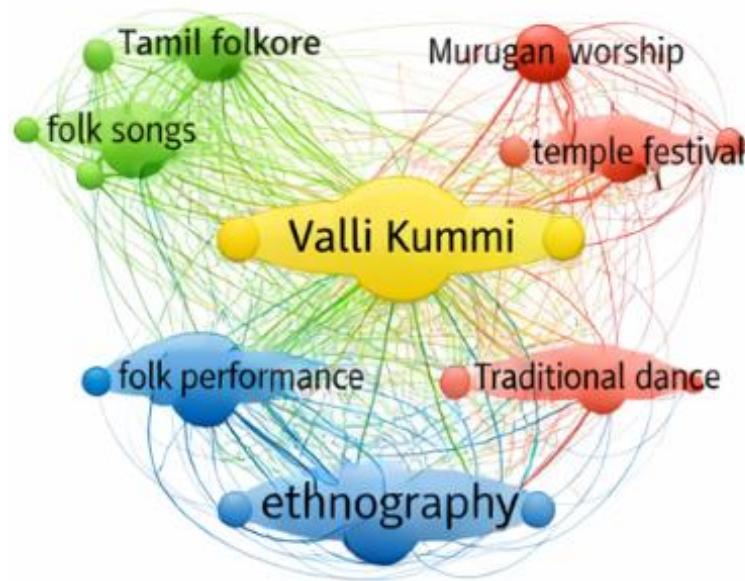 Tamil folkore
Murugan worship
folk songs
temple festival
Valli Kummi
folk performance
Traditional dance
ethnography